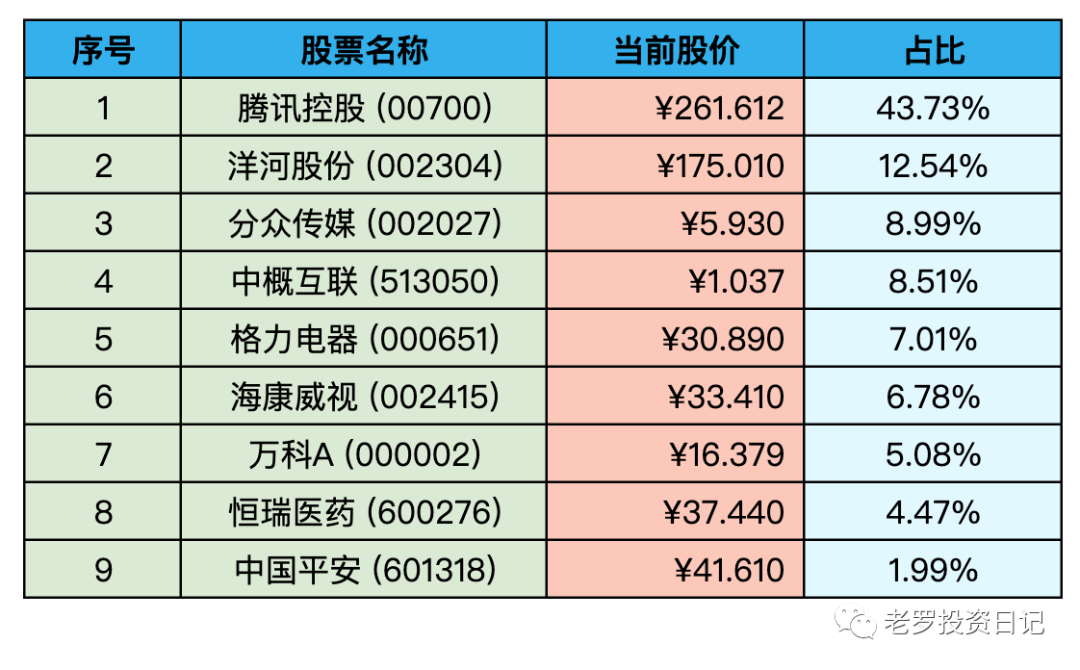 序号 股票名称 当前股价 占比
1 腾讯控股 (00700) ¥261.612 43.73%
2 洋河股份 (002304) ¥175.010 12.54%
3 分众传媒 (002027) ¥5.930 8.99%
4 中概互联 (513050) ¥1.037 8.51%
5 格力电器 (000651) ¥30.890 7.01%
6 海康威视 (002415) ¥33.410 6.78%
7 万科A (000002) ¥16.379 5.08%
8 恒瑞医药 (600276) ¥37.440 4.47%
9 中国平安 (601318) ¥41.610 1.99%
老罗投资日记